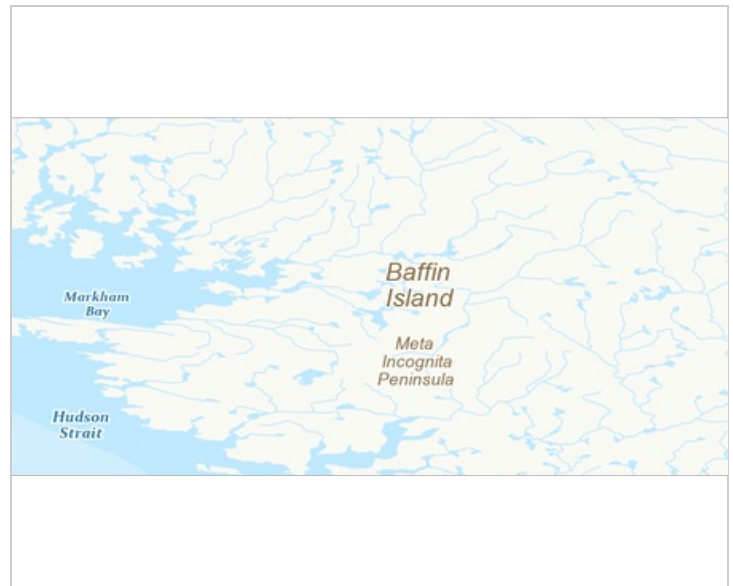 Baffin
Island
Markham
Bay
Meta
Incognita
Peninsula
Hudson
Strait